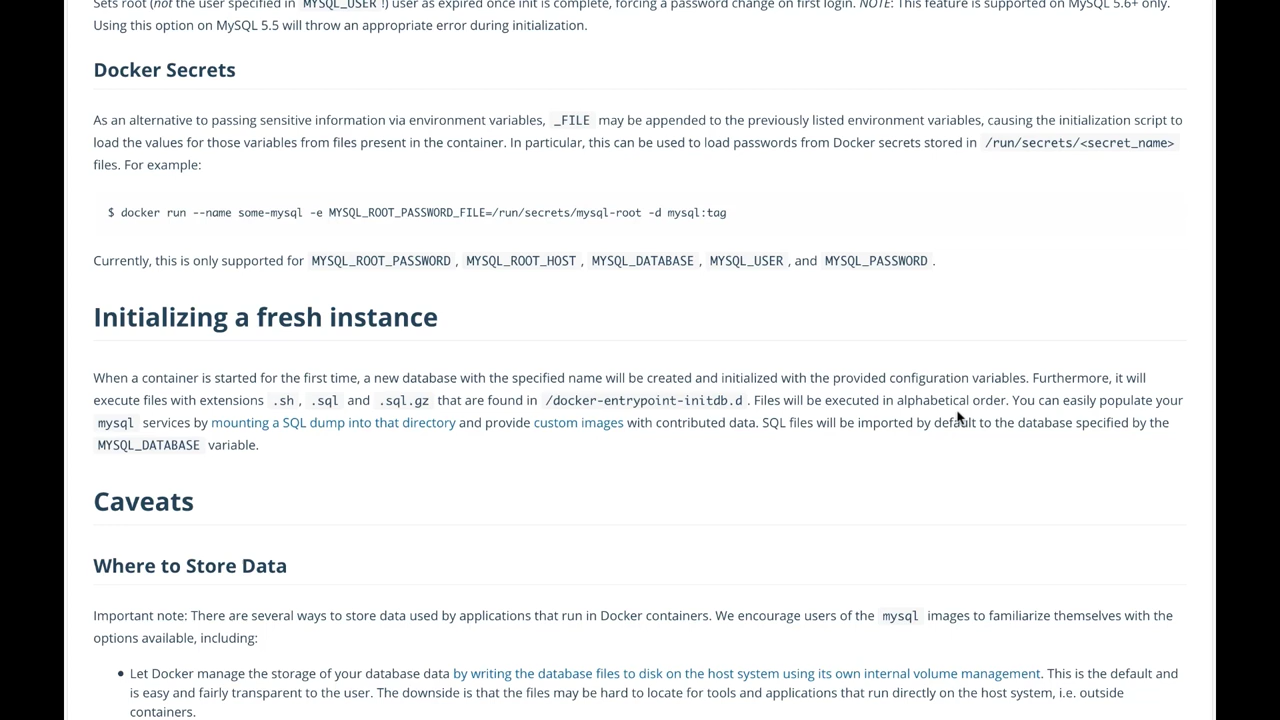 Sets root (not the user specified in MYSQL_USER !) user as expired once init is complete, forcing a password change on first login. NOTE: This feature is supported on MySQL 5.6+ only.
Using this option on MySQL 5.5 will throw an appropriate error during initialization.
Docker Secrets
As an alternative to passing sensitive information via environment variables, _FILE may be appended to the previously listed environment variables, causing the initialization script to
load the values for those variables from files present in the container. In particular, this can be used to load passwords from Docker secrets stored in /run/secrets/<secret_name>
files. For example:
$ docker run --name some-mysql -e MYSQL_ROOT_PASSWORD_FILE=/run/secrets/mysql-root -d mysql:tag
Currently, this is only supported for MYSQL_ROOT_PASSWORD , MYSQL_ROOT_HOST , MYSQL_DATABASE , MYSQL_USER , and MYSQL_PASSWORD .
Initializing a fresh instance
When a container is started for the first time, a new database with the specified name will be created and initialized with the provided configuration variables. Furthermore, it will
execute files with extensions .sh , .sql and .sql.gz that are found in /docker-entrypoint-initdb.d . Files will be executed in alphabetical order. You can easily populate your
mysql services by mounting a SQL dump into that directory and provide custom images with contributed data. SQL files will be imported by default to the database specified by the
MYSQL_DATABASE variable.
Caveats
Where to Store Data
Important note: There are several ways to store data used by applications that run in Docker containers. We encourage users of the mysql images to familiarize themselves with the
options available, including:
• Let Docker manage the storage of your database data by writing the database files to disk on the host system using its own internal volume management. This is the default and
is easy and fairly transparent to the user. The downside is that the files may be hard to locate for tools and applications that run directly on the host system, i.e. outside
containers.